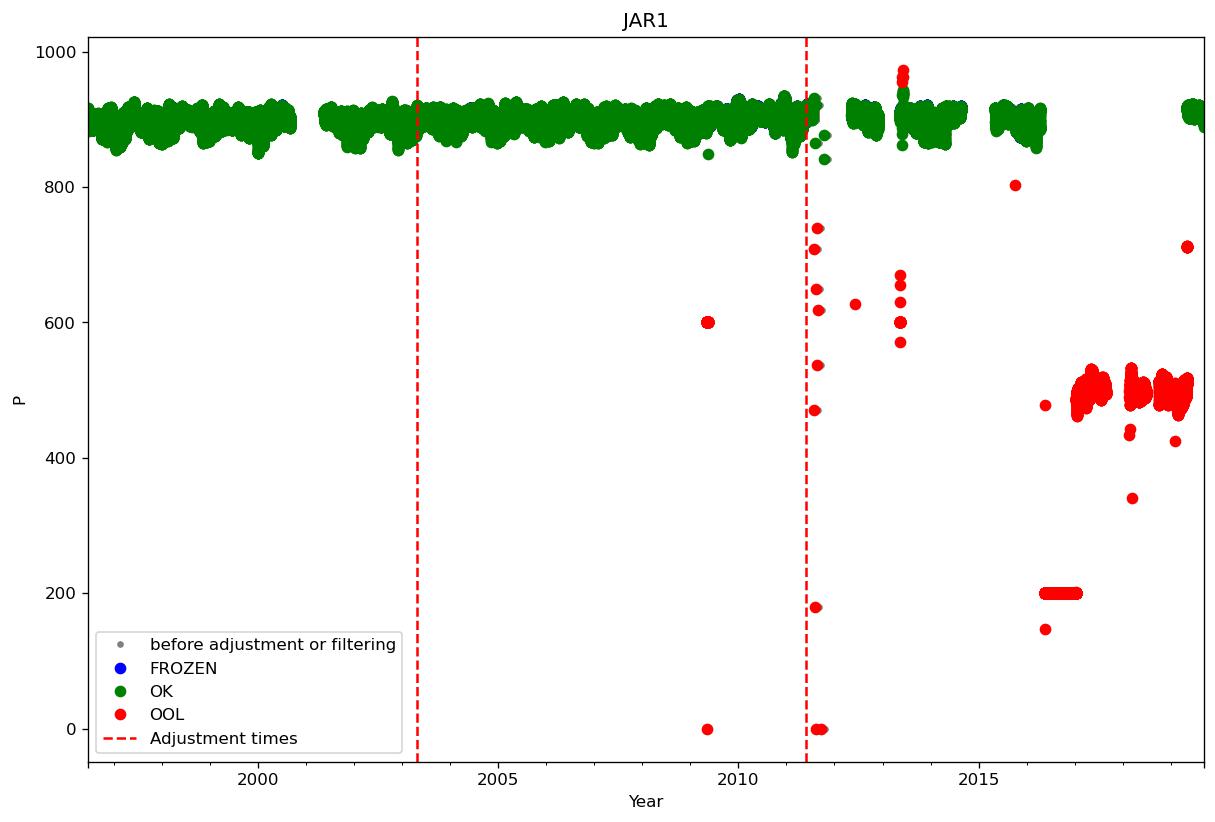 JAR1
1000
800
600
400
200
0
P
before adjustment or filtering
FROZEN
OK
OOL
Adjustment times
2000 2005 2010 2015
Year